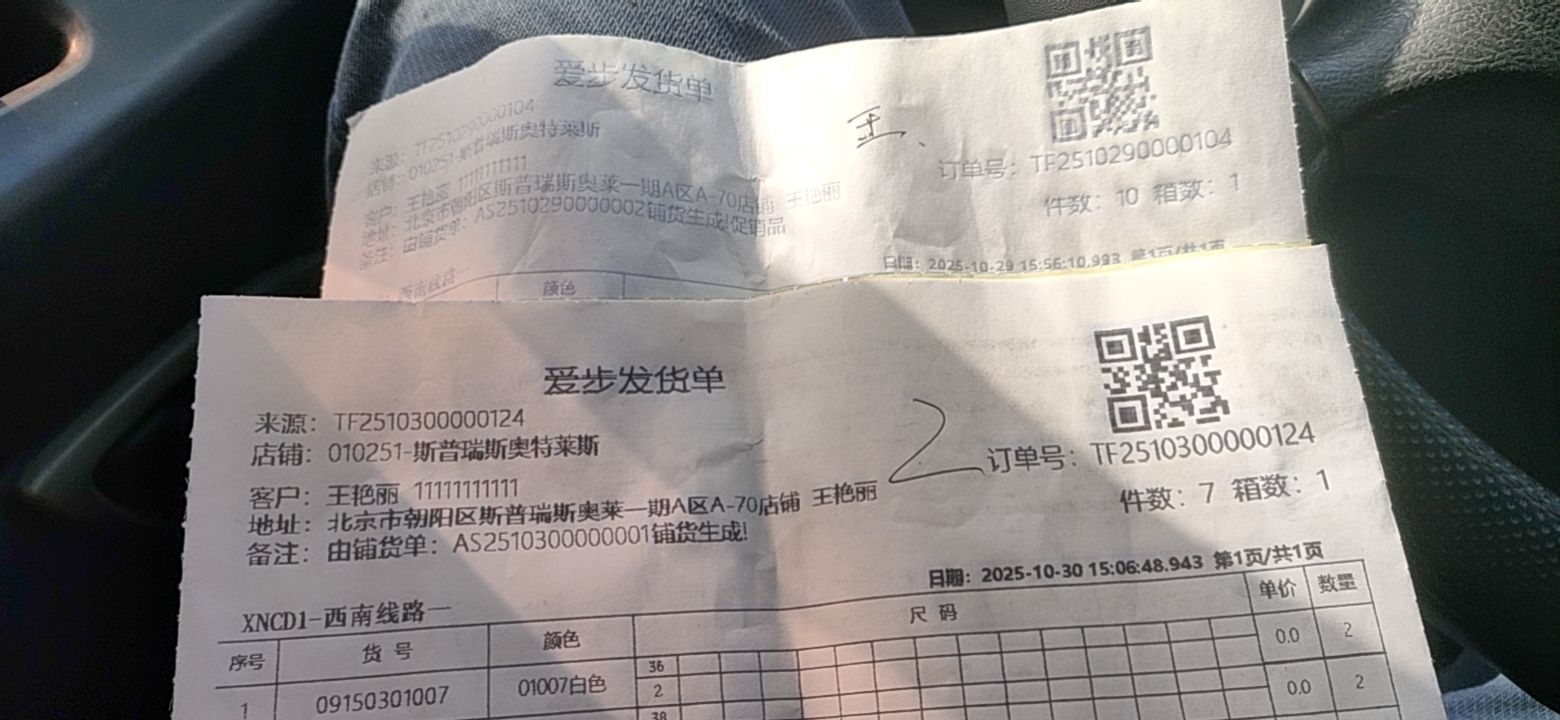 爱步发货单
来源：TF2510290000104
店铺：010251-斯普瑞斯奥特莱斯
客户：王艳丽 11111111111
地址：北京市朝阳区斯普瑞斯奥莱一期A区A-70店铺 王艳丽
备注：由铺货单：AS2510290000002铺货生成!促销品
王、
订单号：TF2510290000104
件数：10 箱数：1
日期：2025-10-29 15:56:10.993 第1页/共1页
西南线路一
颜色
爱步发货单
来源：TF2510300000124
店铺：010251-斯普瑞斯奥特莱斯
客户：王艳丽 11111111111
地址：北京市朝阳区斯普瑞斯奥莱一期A区A-70店铺 王艳丽
备注：由铺货单：AS2510300000001铺货生成!
2
订单号：TF2510300000124
件数：7 箱数：1
日期：2025-10-30 15:06:48.943 第1页/共1页
XNCD1-西南线路一
序号 货号 颜色 尺码 单价 数量
36 0.0 2
1 09150301007 01007白色 2 0.0 2
38